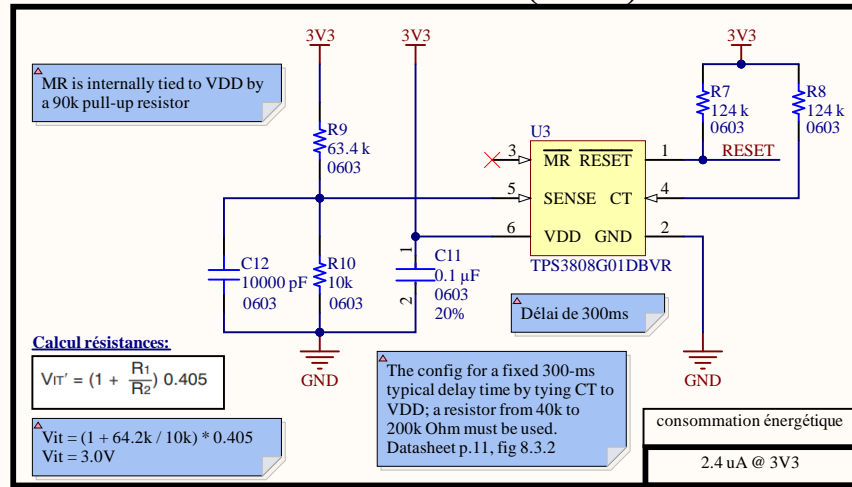 3V3
3V3
3V3
MR is internally tied to VDD by
a 90k pull-up resistor
R9
63.4 k
0603
R7
124 k
0603
R8
124 k
0603
U3
3
MR
RESET
1
RESET
5
SENSE
CT
4
6
VDD
GND
2
TPS3808G01DBVR
C12
10000 pF
0603
R10
10k
0603
1
C11
0.1 µF
2
0603
20%
Délai de 300ms
GND
GND
Calcul résistances:
VIT' = (1 + R1/R2) 0.405
Vit = (1 + 64.2k / 10k) * 0.405
Vit = 3.0V
The config for a fixed 300-ms
typical delay time by tying CT to
VDD; a resistor from 40k to
200k Ohm must be used.
Datasheet p.11, fig 8.3.2
consommation énergétique
2.4 uA @ 3V3